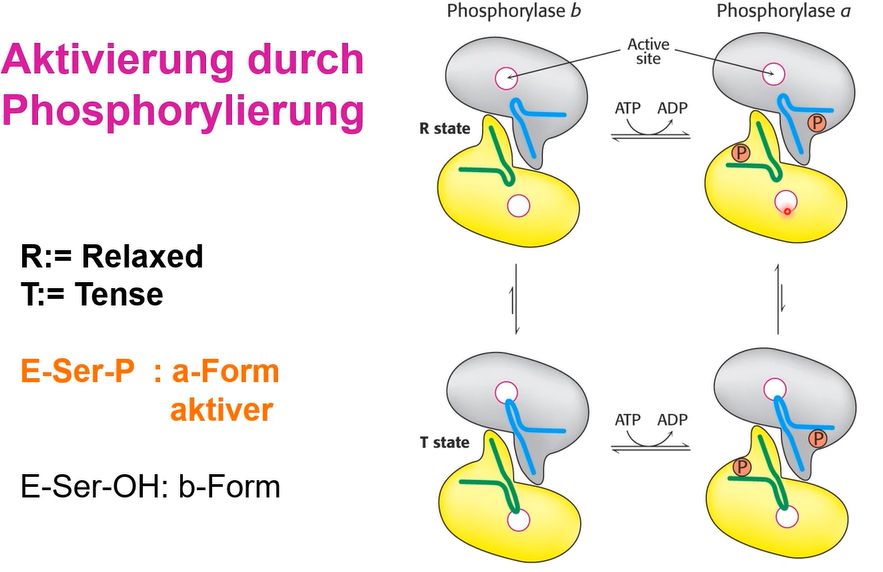 Phosphorylase b
Phosphorylase a
Aktivierung durch
Phosphorylierung
Active
site
ATP
ADP
R state
P
P
R:= Relaxed
T:= Tense
E-Ser-P : a-Form
aktiver
E-Ser-OH: b-Form
ATP
ADP
T state
P
P